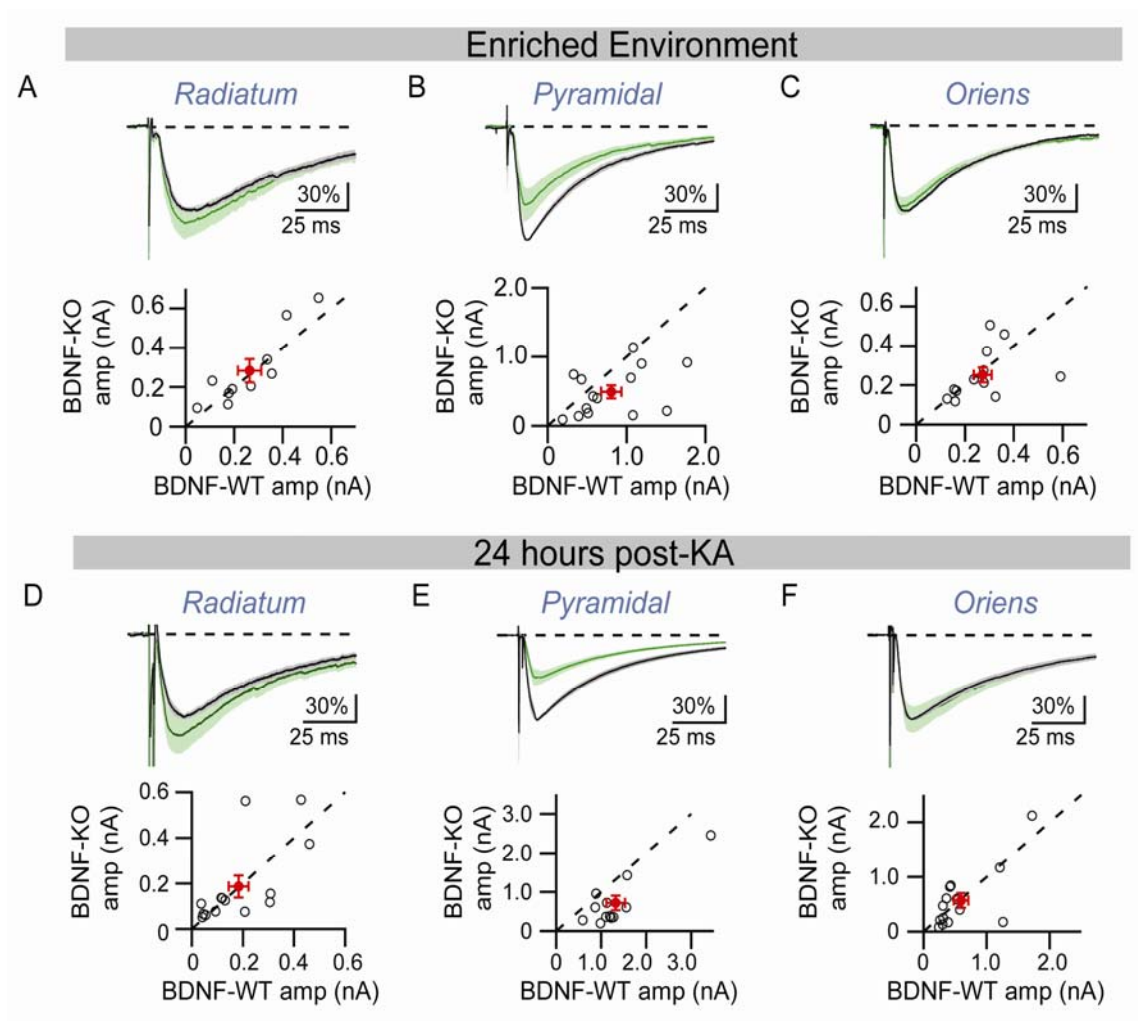 Enriched Environment
A
Radiatum
30%
25 ms
BDNF-KO
amp (nA)
0.6
0.4
0.2
0
0
0.2
0.4
0.6
BDNF-WT amp (nA)
B
Pyramidal
30%
25 ms
BDNF-KO
amp (nA)
2.0
1.0
0
0
1.0
2.0
BDNF-WT amp (nA)
C
Oriens
30%
25 ms
BDNF-KO
amp (nA)
0.6
0.4
0.2
0
0
0.2
0.4
0.6
BDNF-WT amp (nA)
24 hours post-KA
D
Radiatum
30%
25 ms
BDNF-KO
amp (nA)
0.6
0.4
0.2
0
0
0.2
0.4
0.6
BDNF-WT amp (nA)
E
Pyramidal
30%
25 ms
BDNF-KO
amp (nA)
3.0
2.0
1.0
0
0
1.0
2.0
3.0
BDNF-WT amp (nA)
F
Oriens
30%
25 ms
BDNF-KO
amp (nA)
2.0
1.0
0
0
1.0
2.0
BDNF-WT amp (nA)